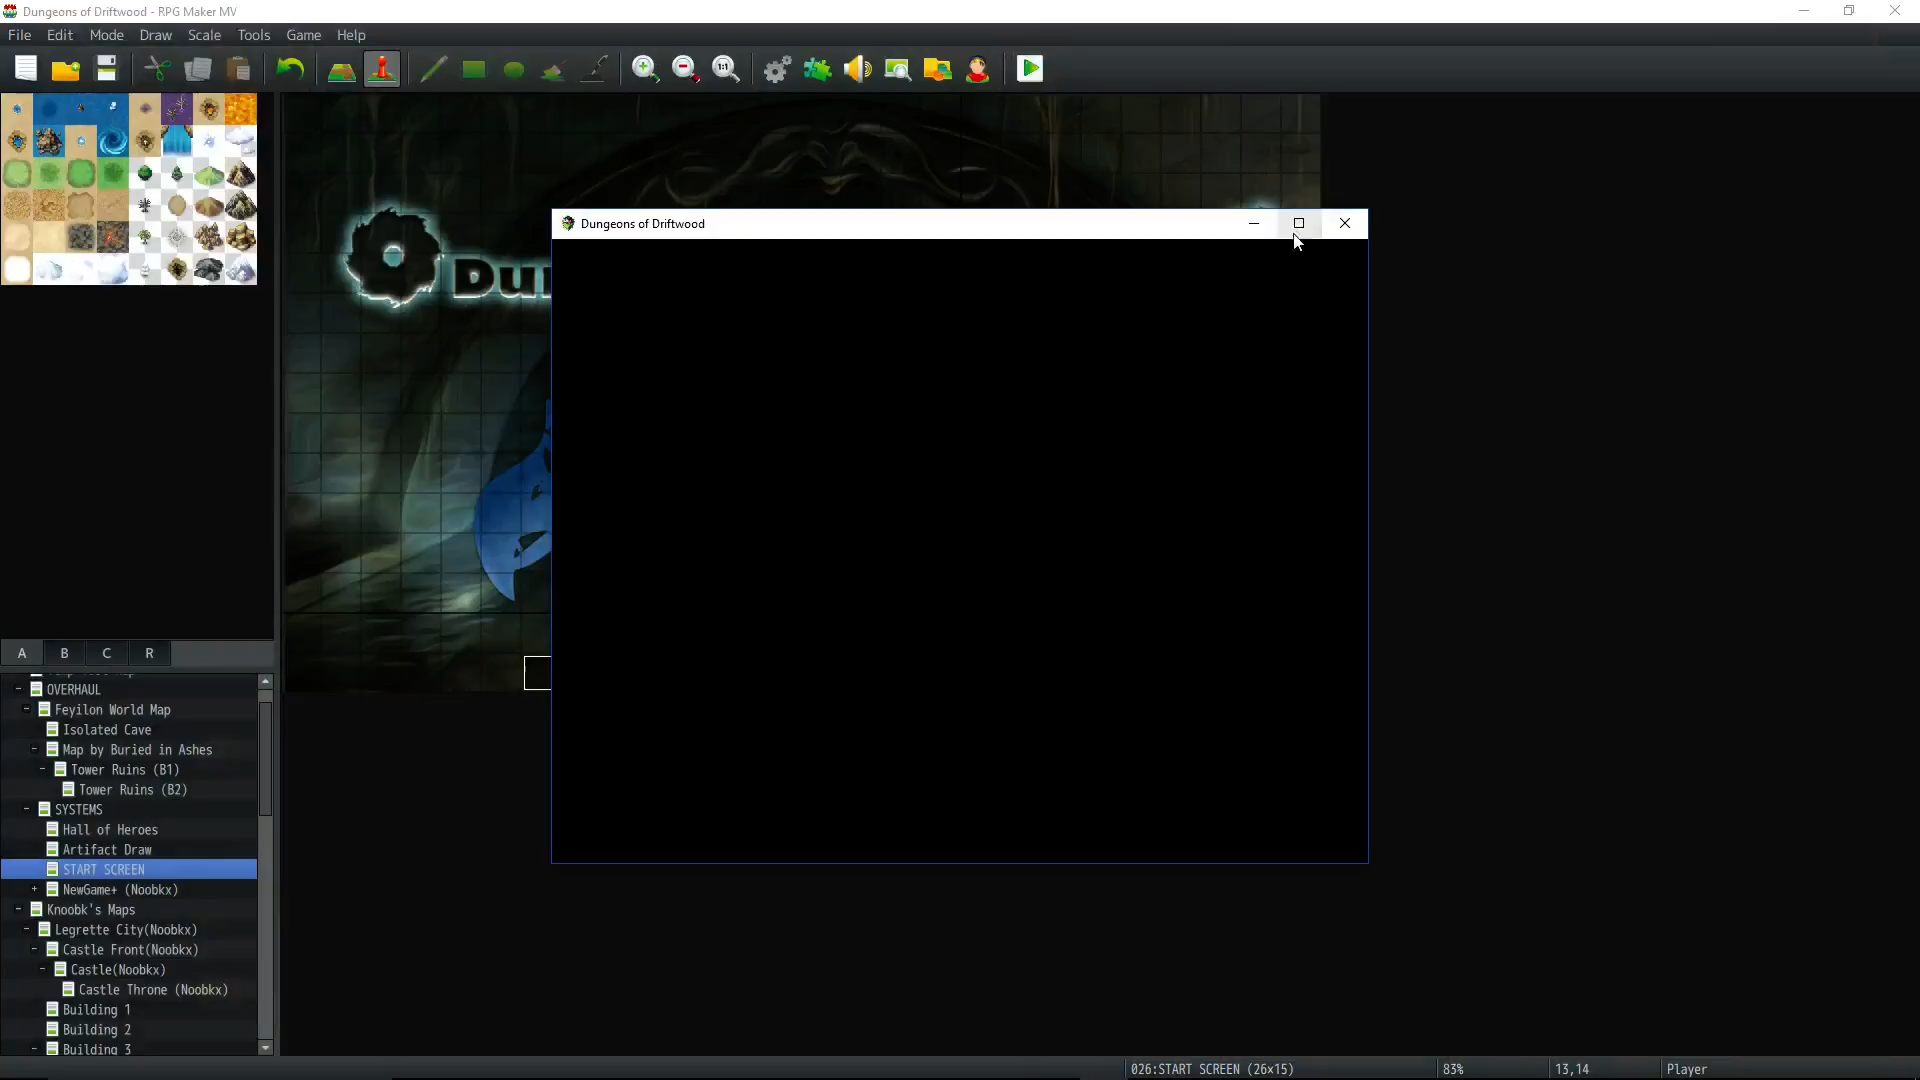 Dungeons of Driftwood - RPG Maker MV
File Edit Mode Draw Scale Tools Game Help
1:1
Dungeons of Driftwood
Du
A B C R
OVERHAUL
Feyilon World Map
Isolated Cave
Map by Buried in Ashes
Tower Ruins (B1)
Tower Ruins (B2)
SYSTEMS
Hall of Heroes
Artifact Draw
START SCREEN
NewGame+ (Noobkx)
Knoobk's Maps
Legrette City(Noobkx)
Castle Front(Noobkx)
Castle(Noobkx)
Castle Throne (Noobkx)
Building 1
Building 2
Building 3
026:START SCREEN (26x15) 83% 13,14 Player